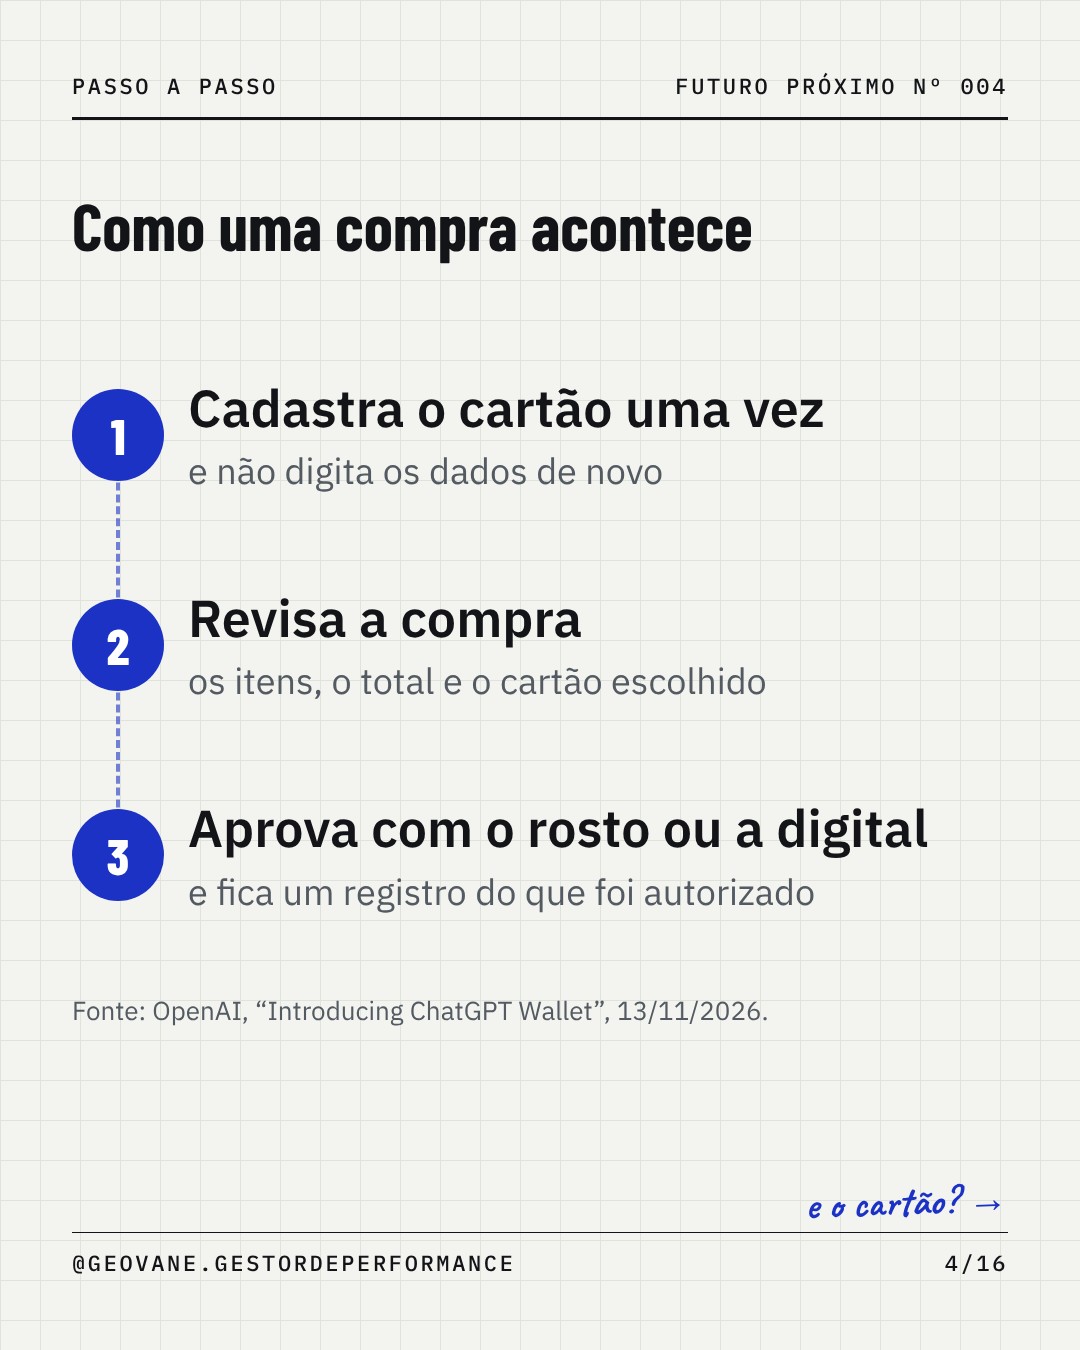 PASSO A PASSO
FUTURO PRÓXIMO Nº 004
Como uma compra acontece
1
Cadastra o cartão uma vez
e não digita os dados de novo
2
Revisa a compra
os itens, o total e o cartão escolhido
3
Aprova com o rosto ou a digital
e fica um registro do que foi autorizado
Fonte: OpenAI, “Introducing ChatGPT Wallet”, 13/11/2026.
e o cartão? →
@GEOVANE.GESTORDEPERFORMANCE
4/16